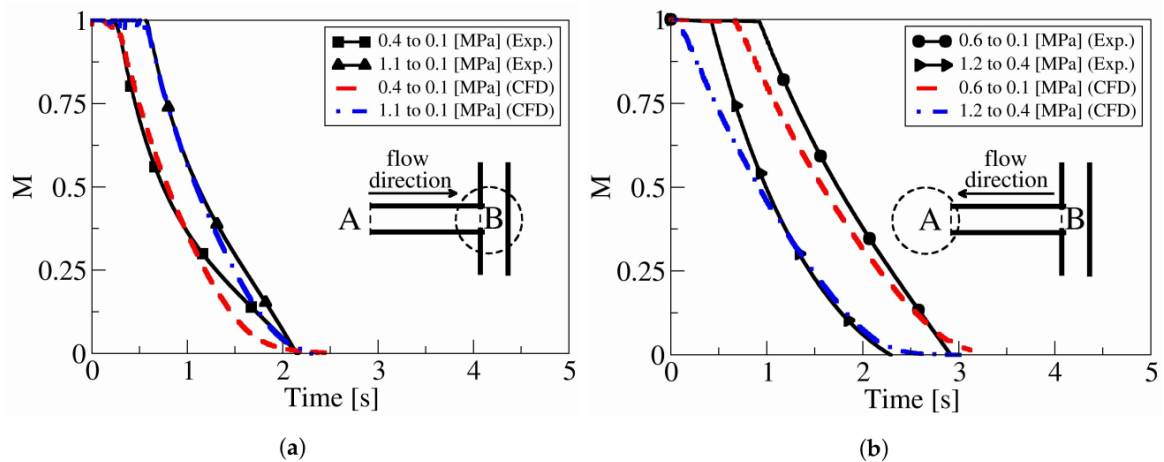 1
0.75
0.5
0.25
0
M
0 1 2 3 4 5
Time [s]
0.4 to 0.1 [MPa] (Exp.)
1.1 to 0.1 [MPa] (Exp.)
0.4 to 0.1 [MPa] (CFD)
1.1 to 0.1 [MPa] (CFD)
flow
direction
A B
(a)
1
0.75
0.5
0.25
0
M
0 1 2 3 4 5
Time [s]
0.6 to 0.1 [MPa] (Exp.)
1.2 to 0.4 [MPa] (Exp.)
0.6 to 0.1 [MPa] (CFD)
1.2 to 0.4 [MPa] (CFD)
flow
direction
A B
(b)